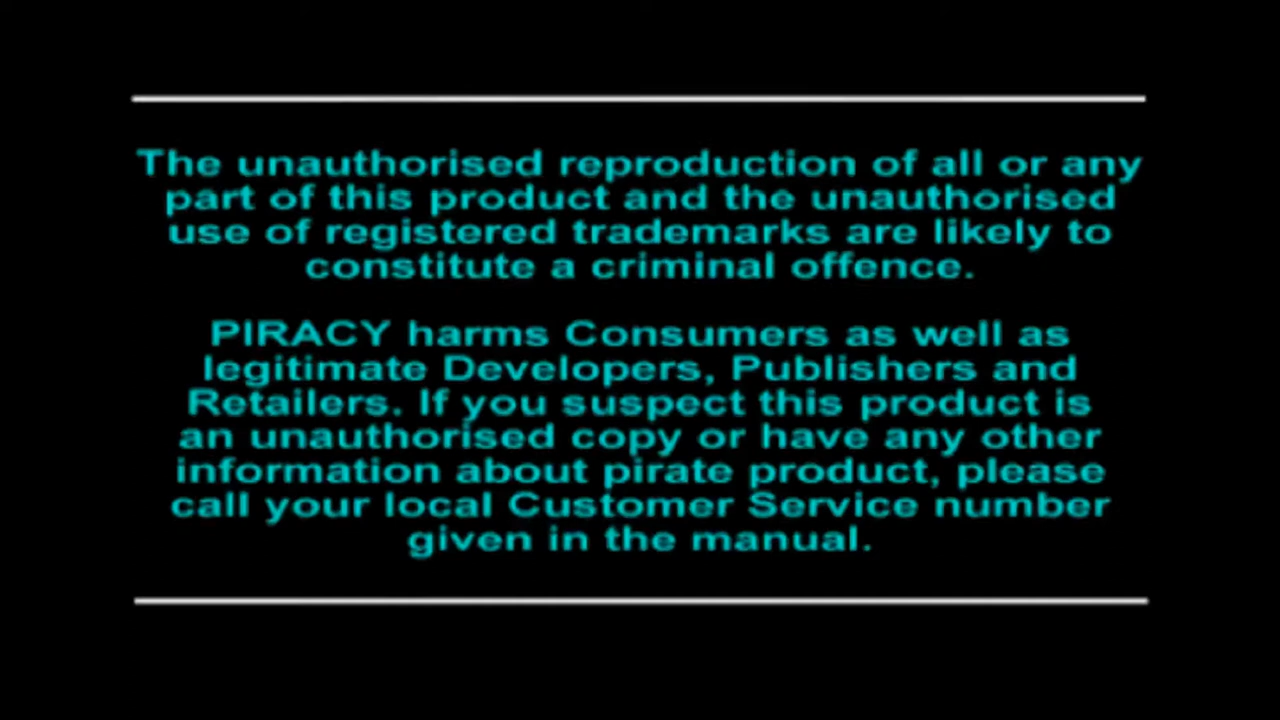 The unauthorised reproduction of all or any
part of this product and the unauthorised
use of registered trademarks are likely to
constitute a criminal offence.
PIRACY harms Consumers as well as
legitimate Developers, Publishers and
Retailers. If you suspect this product is
an unauthorised copy or have any other
information about pirate product, please
call your local Customer Service number
given in the manual.